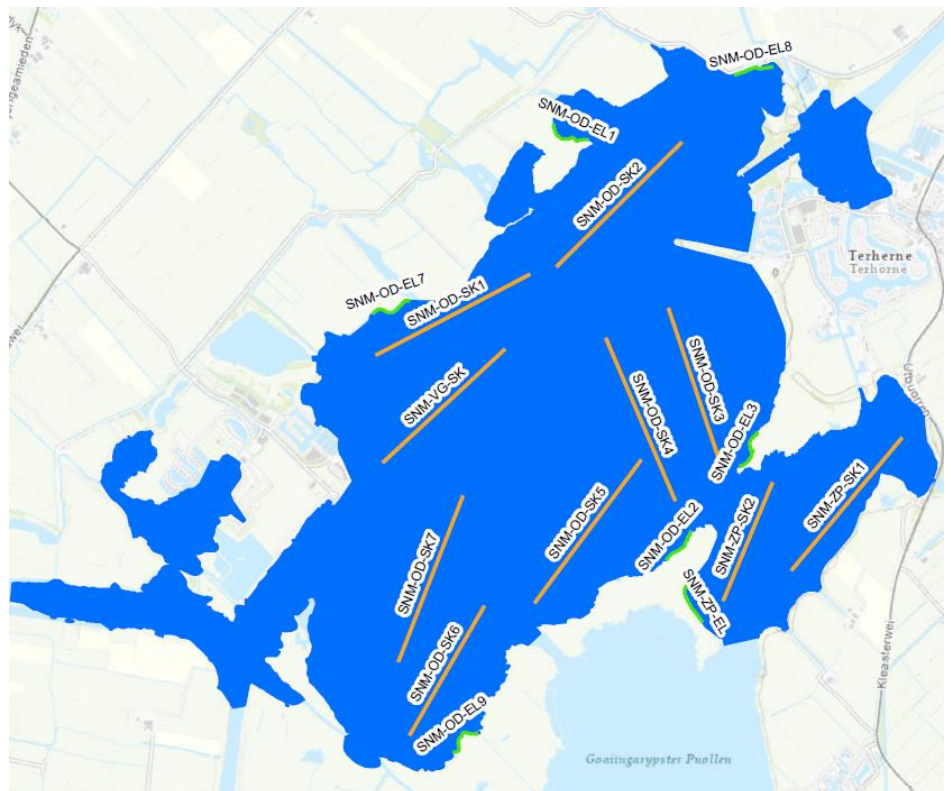 SNM-OD-EL8
SNM-OD-EL1
SNM-OD-SK2
Terherne
Terhorne
SNM-OD-EL7
SNM-OD-SK1
SNM-VG-SK
SNM-OD-SK3
SNM-OD-SK4
SNM-OD-EL3
SNM-ZP-SK1
SNM-OD-SK5
SNM-ZP-SK2
SNM-OD-EL2
SNM-OD-SK7
SNM-ZP-EL
SNM-OD-SK6
Kleasterwei
SNM-OD-EL9
Goaiïngarypster Puollen